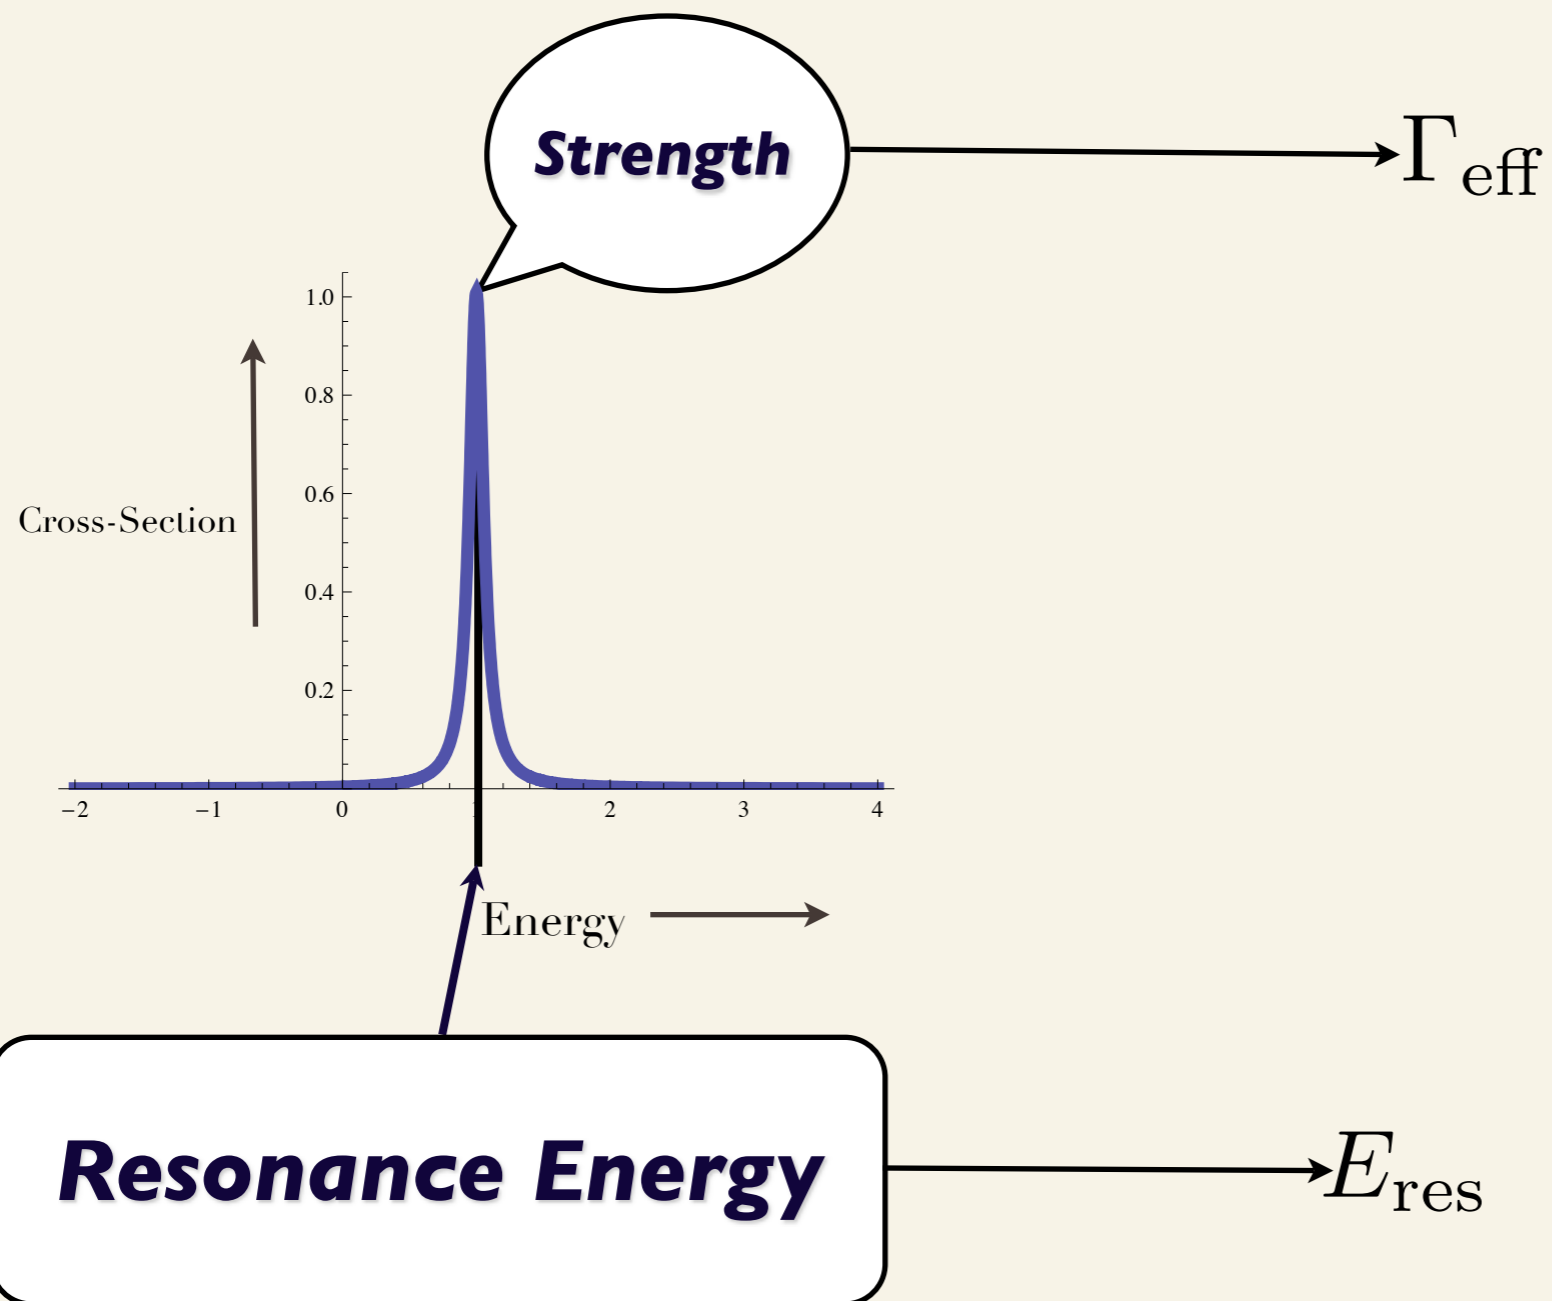 Strength
Γeff
1.0
0.8
0.6
Cross-Section
0.4
0.2
−2 −1 0 2 3 4
Energy
Resonance Energy
Eres